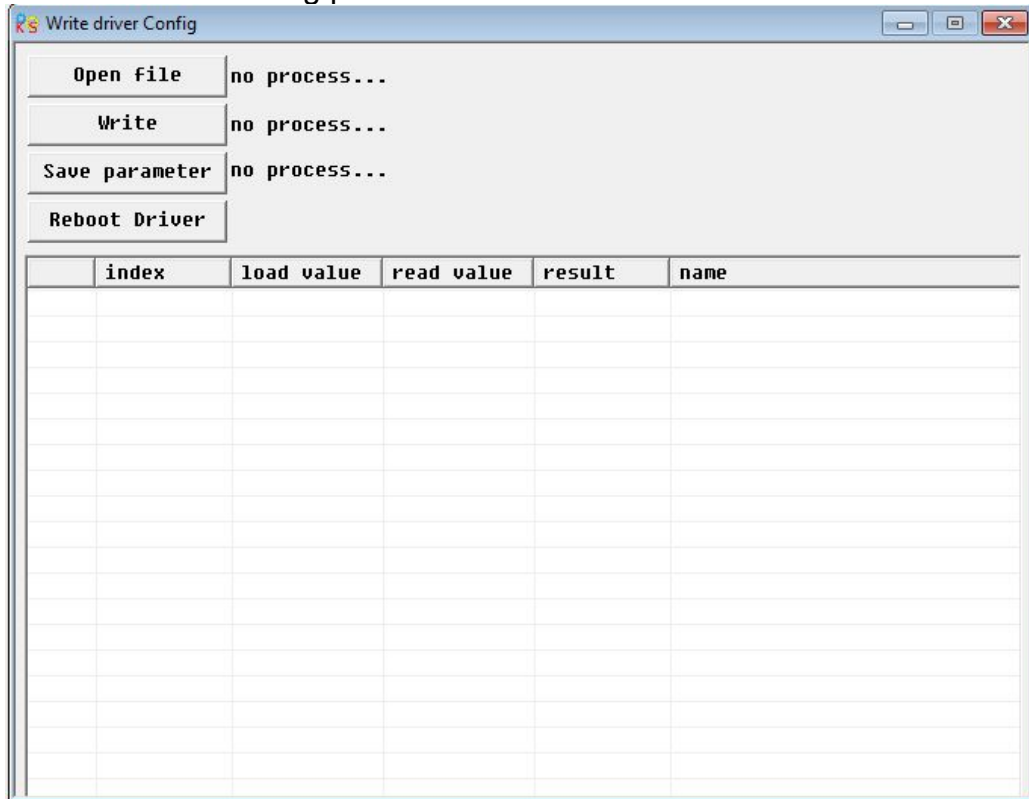 Write driver Config
Open file no process...
Write no process...
Save parameter no process...
Reboot Driver
index load value read value result name